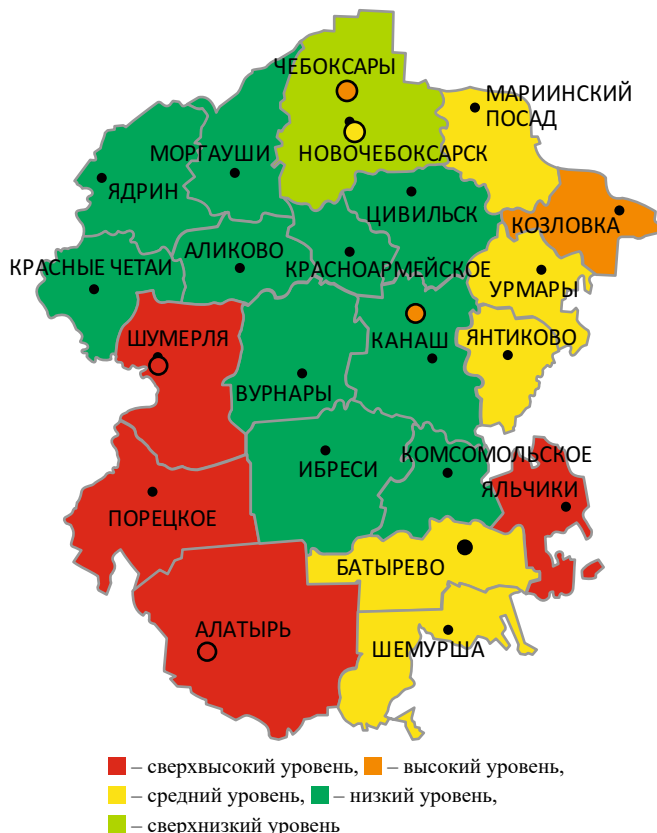 ЧЕБОКСАРЫ
МАРИИНСКИЙ
ПОСАД
МОРГАУШИ
НОВОЧЕБОКСАРСК
ЯДРИН
ЦИВИЛЬСК
КОЗЛОВКА
АЛИКОВО
КРАСНЫЕ ЧЕТАИ
КРАСНОАРМЕЙСКОЕ
УРМАРЫ
ШУМЕРЛЯ
КАНАШ
ЯНТИКОВО
ВУРНАРЫ
КОМСОМОЛЬСКОЕ
ИБРЕСИ
ЯЛЬЧИКИ
ПОРЕЦКОЕ
БАТЫРЕВО
АЛАТЫРЬ
ШЕМУРША
– сверхвысокий уровень, – высокий уровень,
– средний уровень, – низкий уровень,
– сверхнизкий уровень